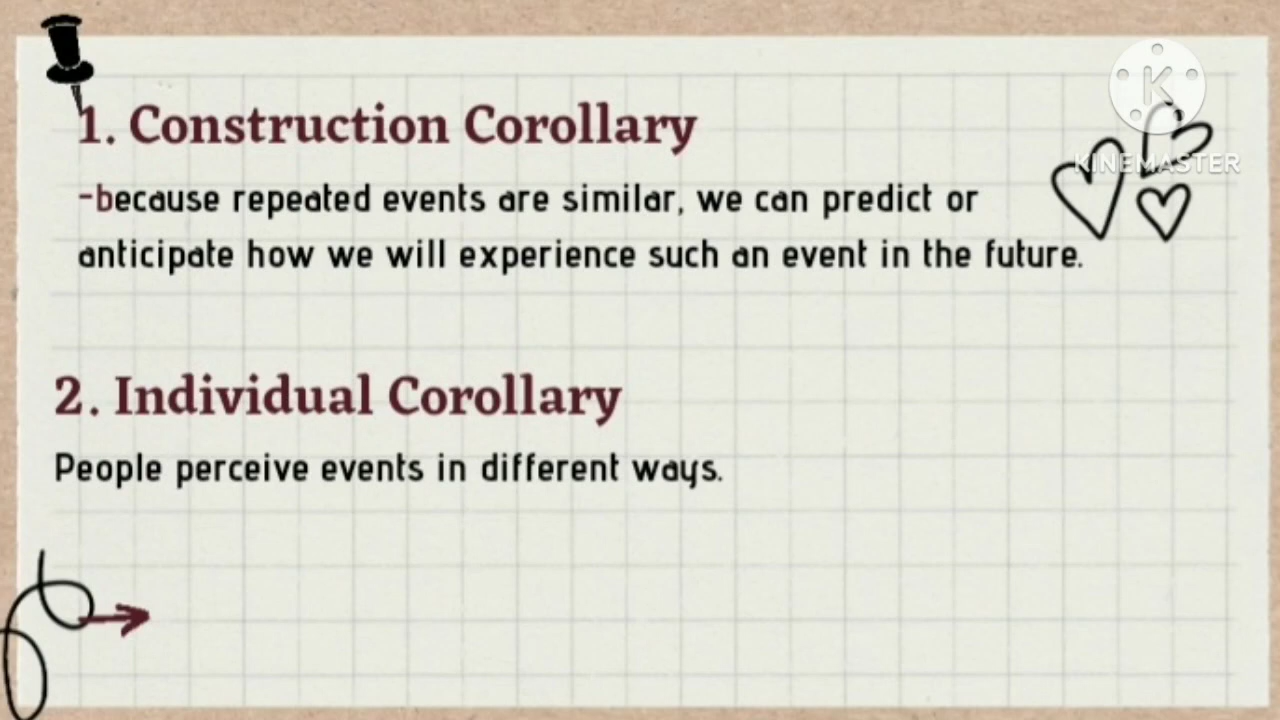 1. Construction Corollary
-because repeated events are similar, we can predict or
anticipate how we will experience such an event in the future.
2. Individual Corollary
People perceive events in different ways.
K
KINEMASTER